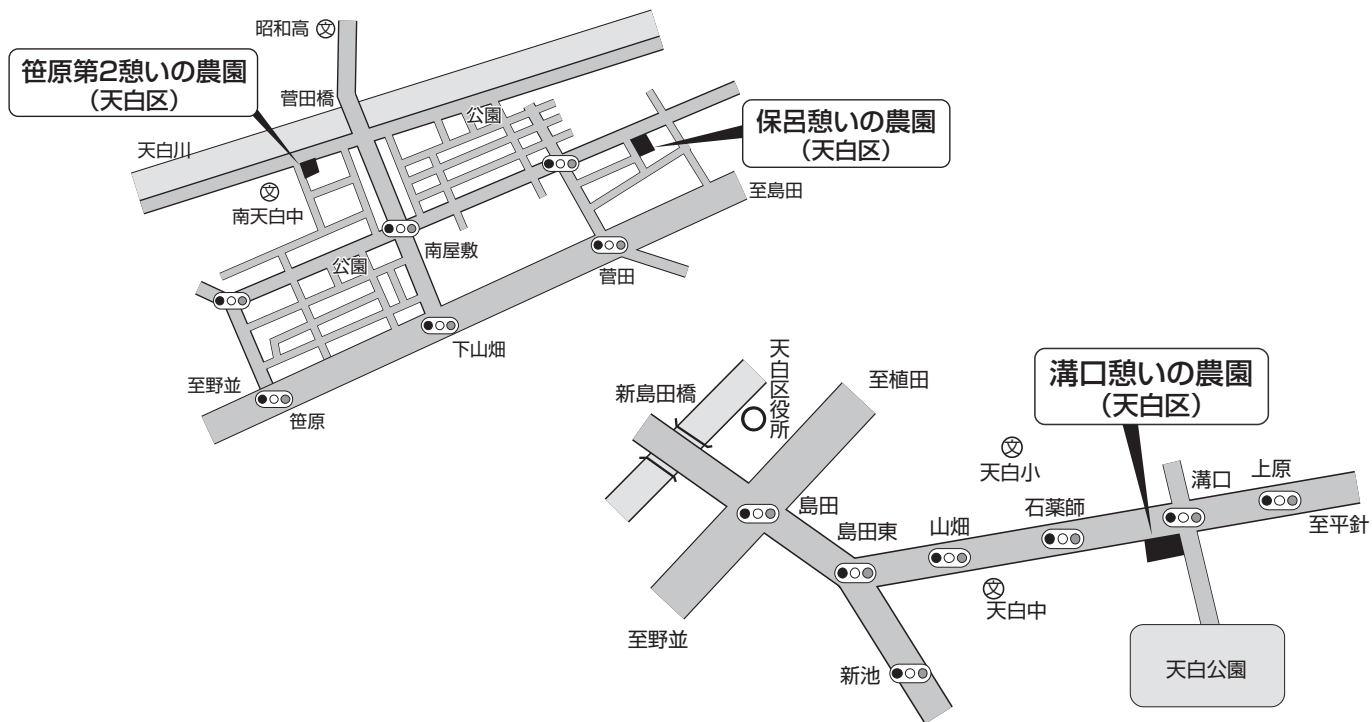 昭和高 文
笹原第2憩いの農園
(天白区)
菅田橋
公園
天白川
保呂憩いの農園
(天白区)
文
南天白中
至島田
南屋敷
公園
菅田
下山畑
至野並
笹原
新島田橋
天白区役所
至植田
溝口憩いの農園
(天白区)
文
天白小
溝口
上原
石薬師
島田
島田東
山畑
至平針
文
天白中
至野並
新池
天白公園